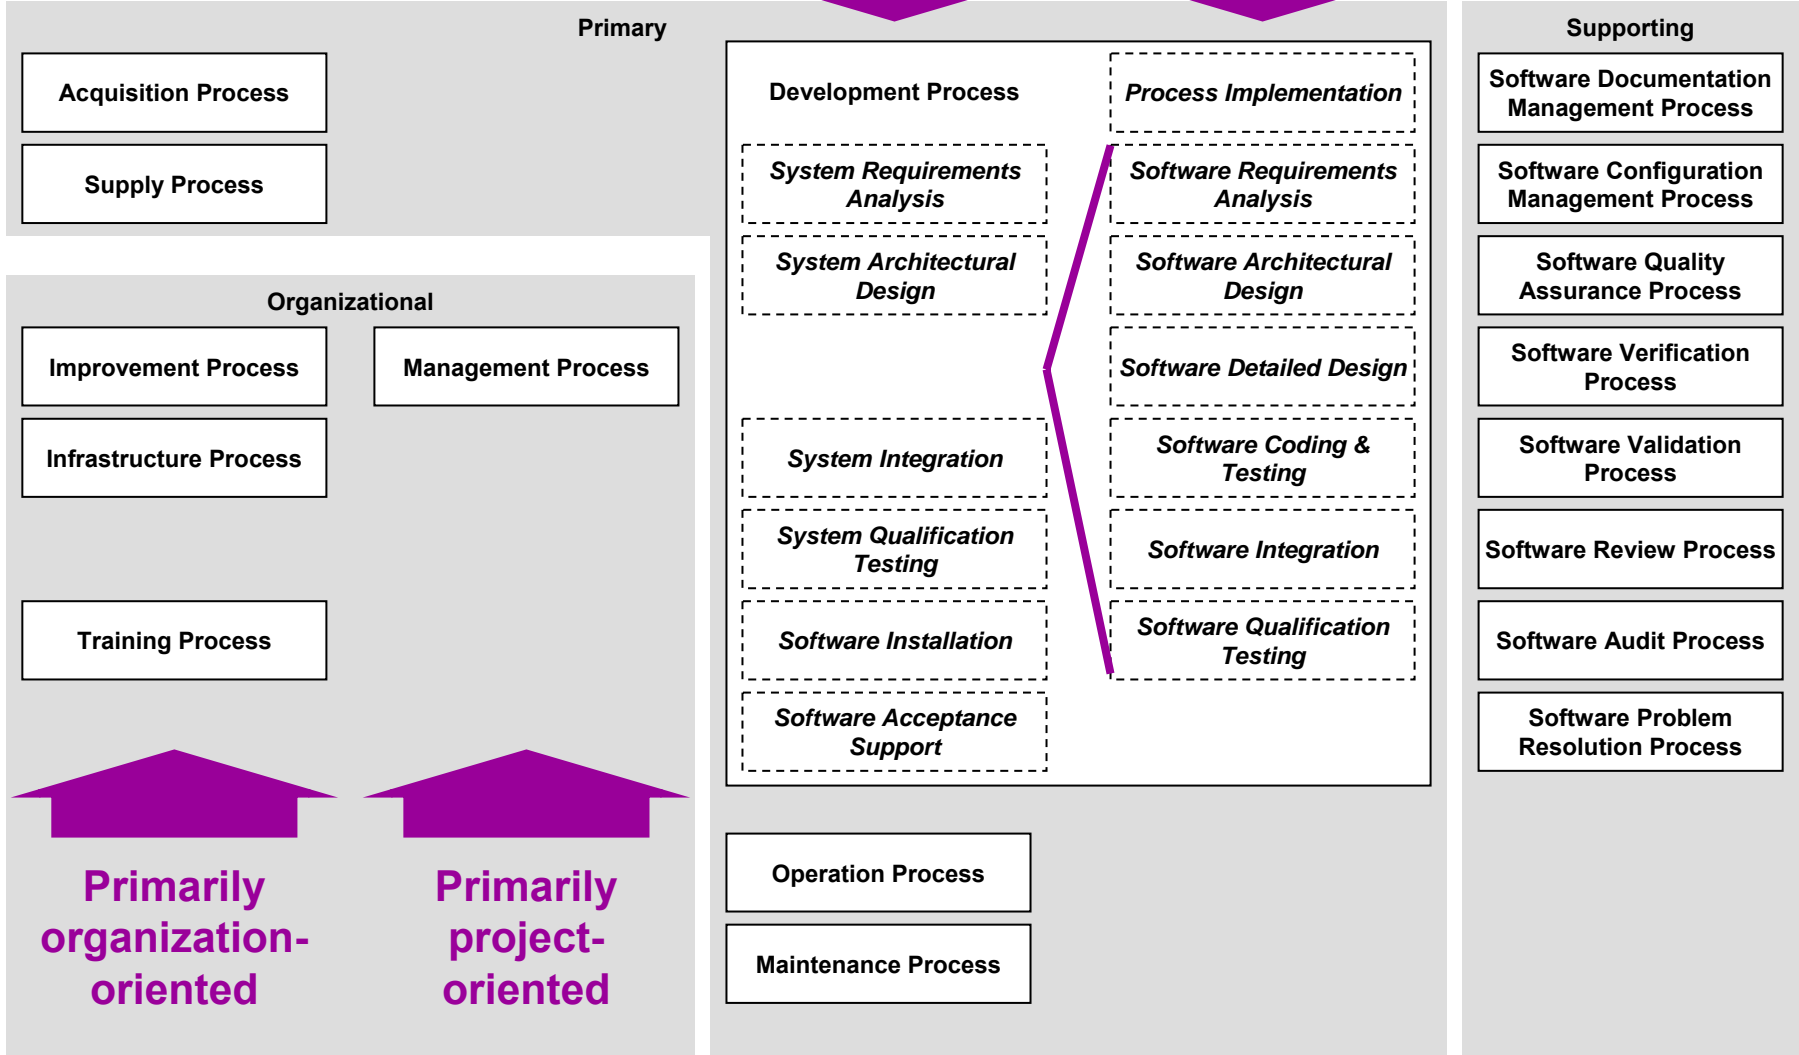 Primary
Acquisition Process
Supply Process
Organizational
Improvement Process
Management Process
Infrastructure Process
Training Process
Primarily
organization-
oriented
Primarily
project-
oriented
Development Process
System Requirements
Analysis
System Architectural
Design
System Integration
System Qualification
Testing
Software Installation
Software Acceptance
Support
Process Implementation
Software Requirements
Analysis
Software Architectural
Design
Software Detailed Design
Software Coding &
Testing
Software Integration
Software Qualification
Testing
Operation Process
Maintenance Process
Supporting
Software Documentation
Management Process
Software Configuration
Management Process
Software Quality
Assurance Process
Software Verification
Process
Software Validation
Process
Software Review Process
Software Audit Process
Software Problem
Resolution Process